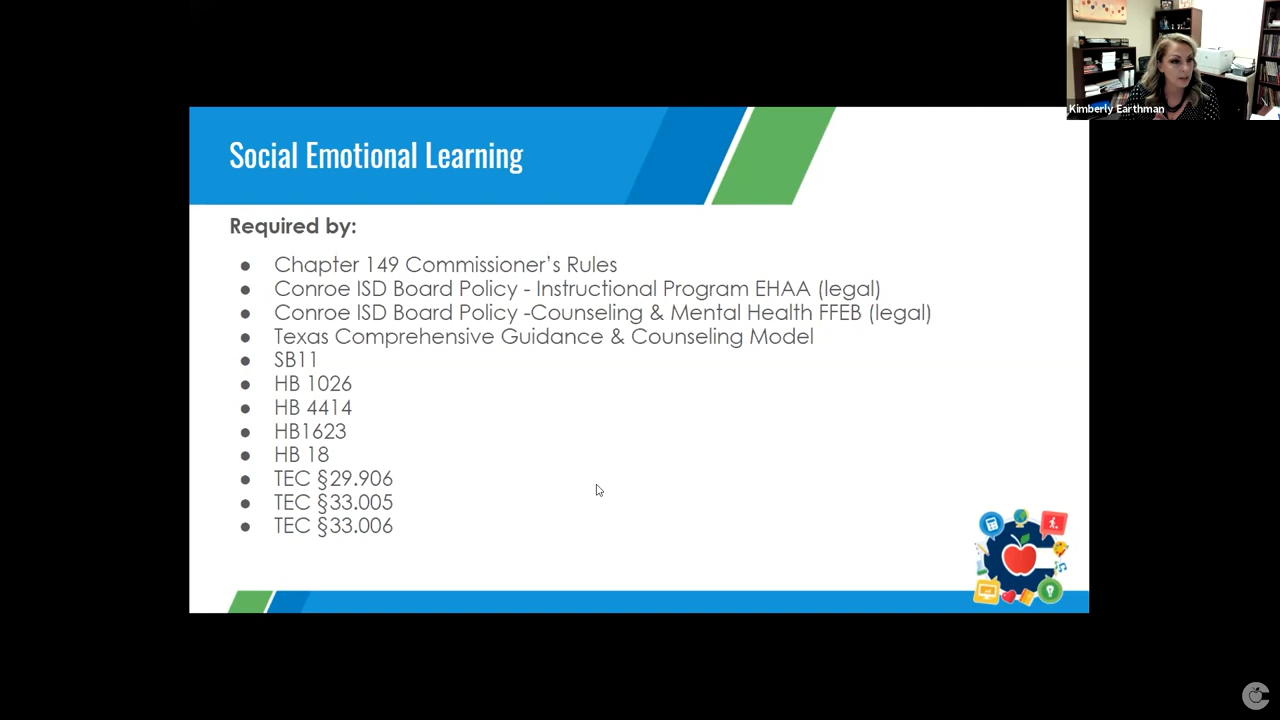 Kimberly Earthman
Social Emotional Learning
Required by:
● Chapter 149 Commissioner's Rules
● Conroe ISD Board Policy - Instructional Program EHAA (legal)
● Conroe ISD Board Policy -Counseling & Mental Health FFEB (legal)
● Texas Comprehensive Guidance & Counseling Model
● SB11
● HB 1026
● HB 4414
● HB1623
● HB 18
● TEC §29.906
● TEC §33.005
● TEC §33.006